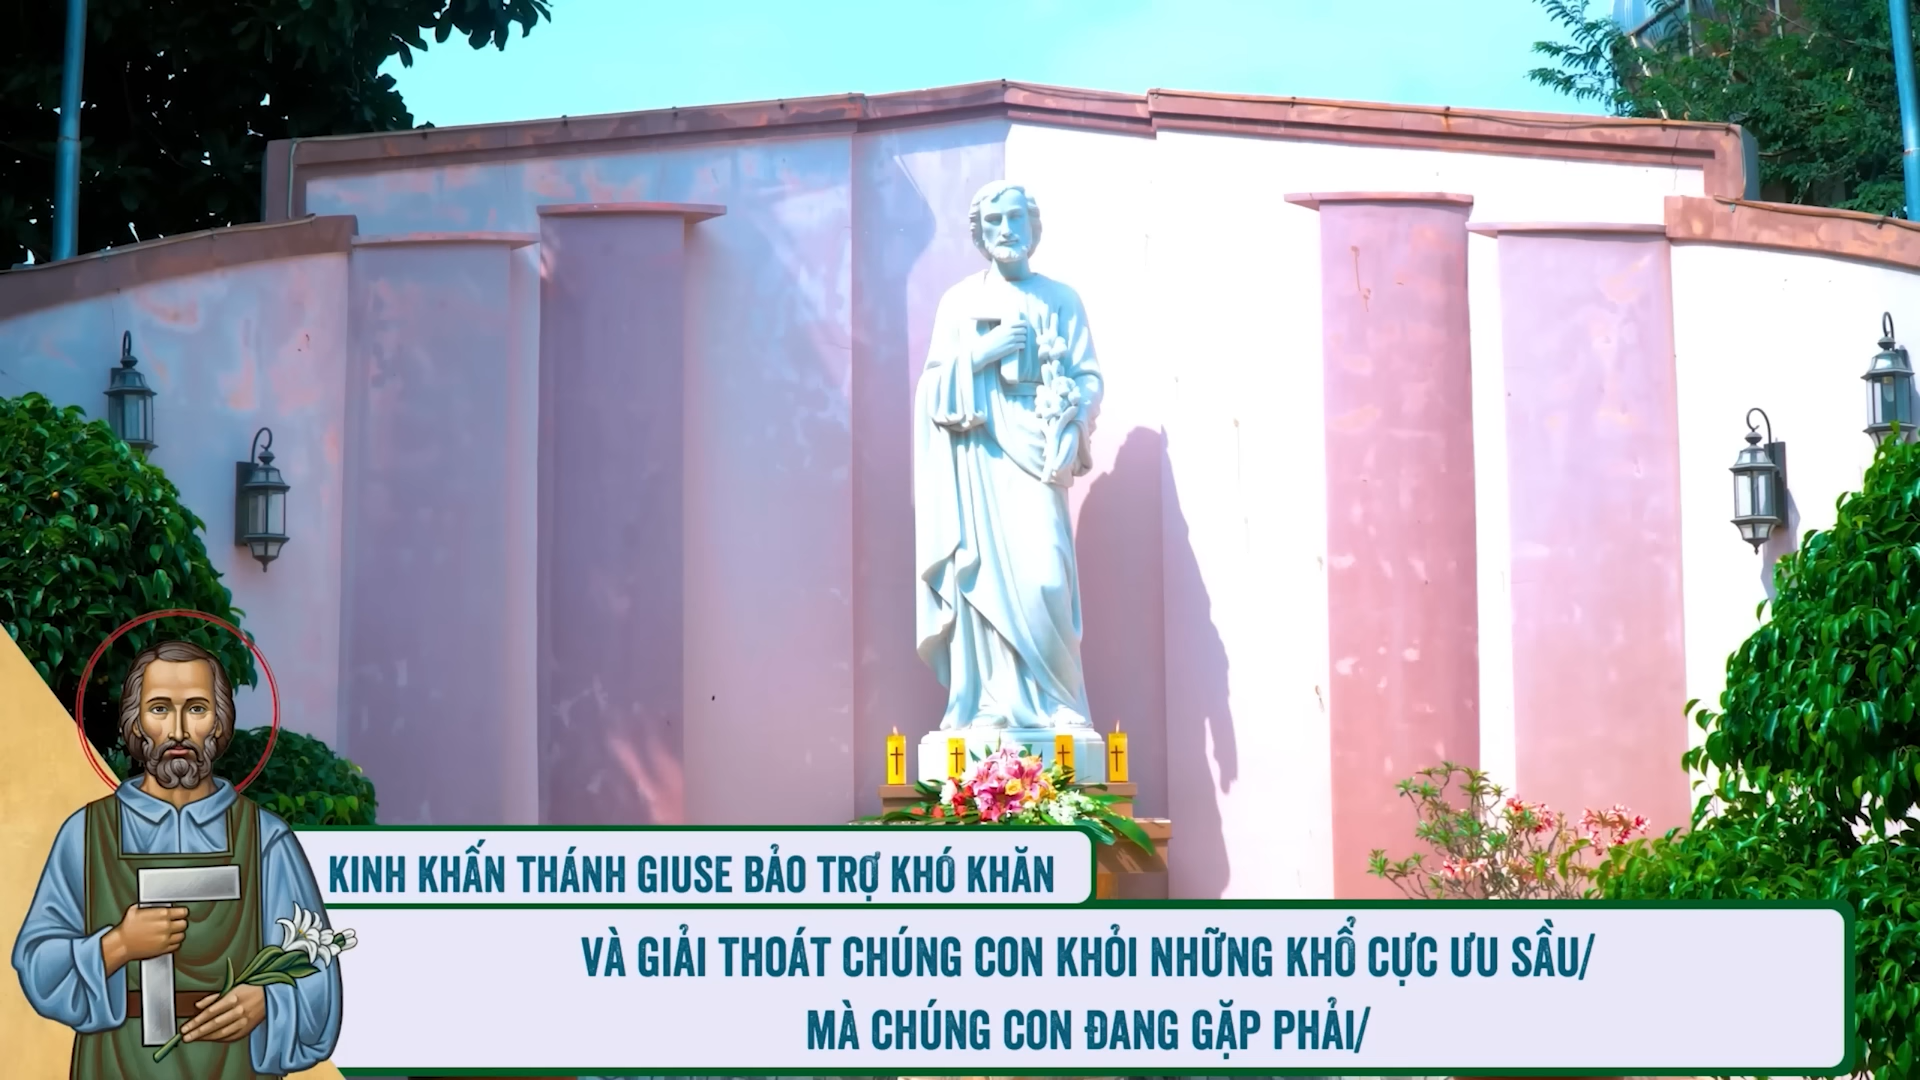 KINH KHẤN THÁNH GIUSE BẢO TRỢ KHÓ KHĂN
VÀ GIẢI THOÁT CHÚNG CON KHỎI NHỮNG KHỔ CỰC ƯU SẦU/
MÀ CHÚNG CON ĐANG GẶP PHẢI/